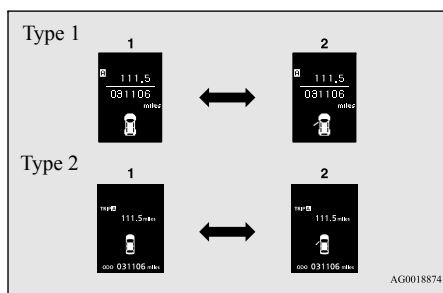 Type 1
1
2
A
111.5
031106
miles
A
111.5
031106
miles
Type 2
1
2
TRIP A
111.5 miles
ODO 031106 miles
TRIP A
111.5 miles
ODO 031106 miles
AG0018874